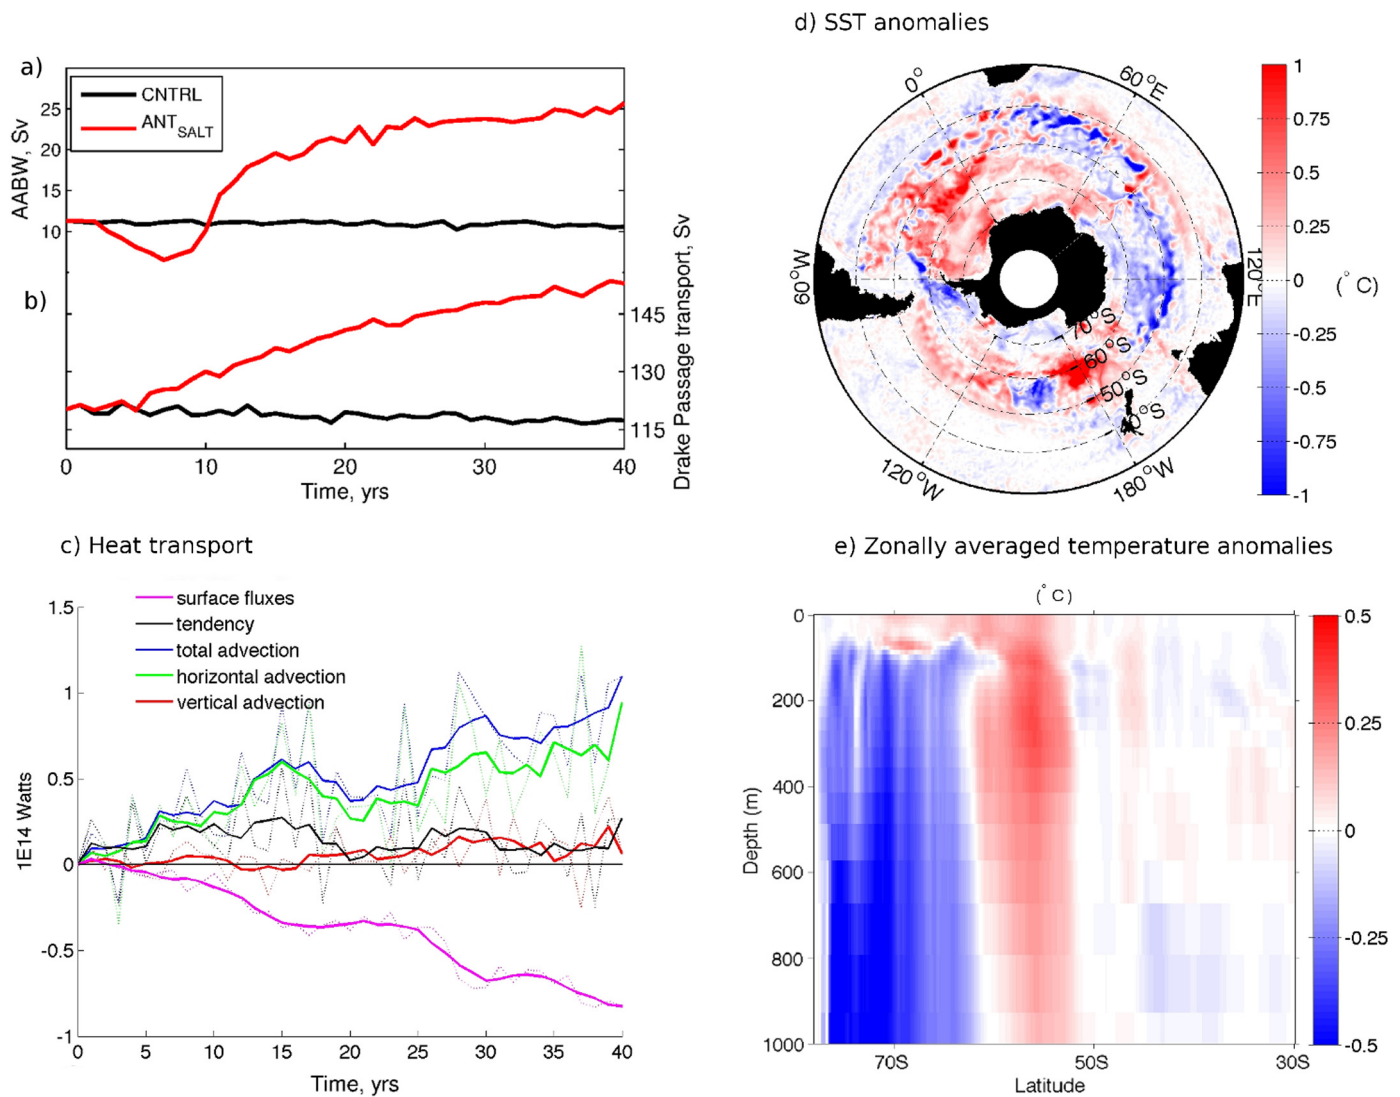 a)
CNTRL
ANT_SALT
AABW, Sv
25
20
15
10
b)
Drake Passage transport, Sv
145
130
115
0 10 20 30 40
Time, yrs
c) Heat transport
surface fluxes
tendency
total advection
horizontal advection
vertical advection
1E14 Watts
1.5
1
0.5
0
-0.5
-1
0 5 10 15 20 25 30 35 40
Time, yrs
d) SST anomalies
0°
60°E
120°E
180°W
120°W
60°W
70°S
60°S
50°S
40°S
1
0.75
0.5
0.25
0
-0.25
-0.5
-0.75
-1
(°C)
e) Zonally averaged temperature anomalies
(°C)
Depth (m)
0
200
400
600
800
1000
70S 50S 30S
Latitude
0.5
0.25
0
-0.25
-0.5